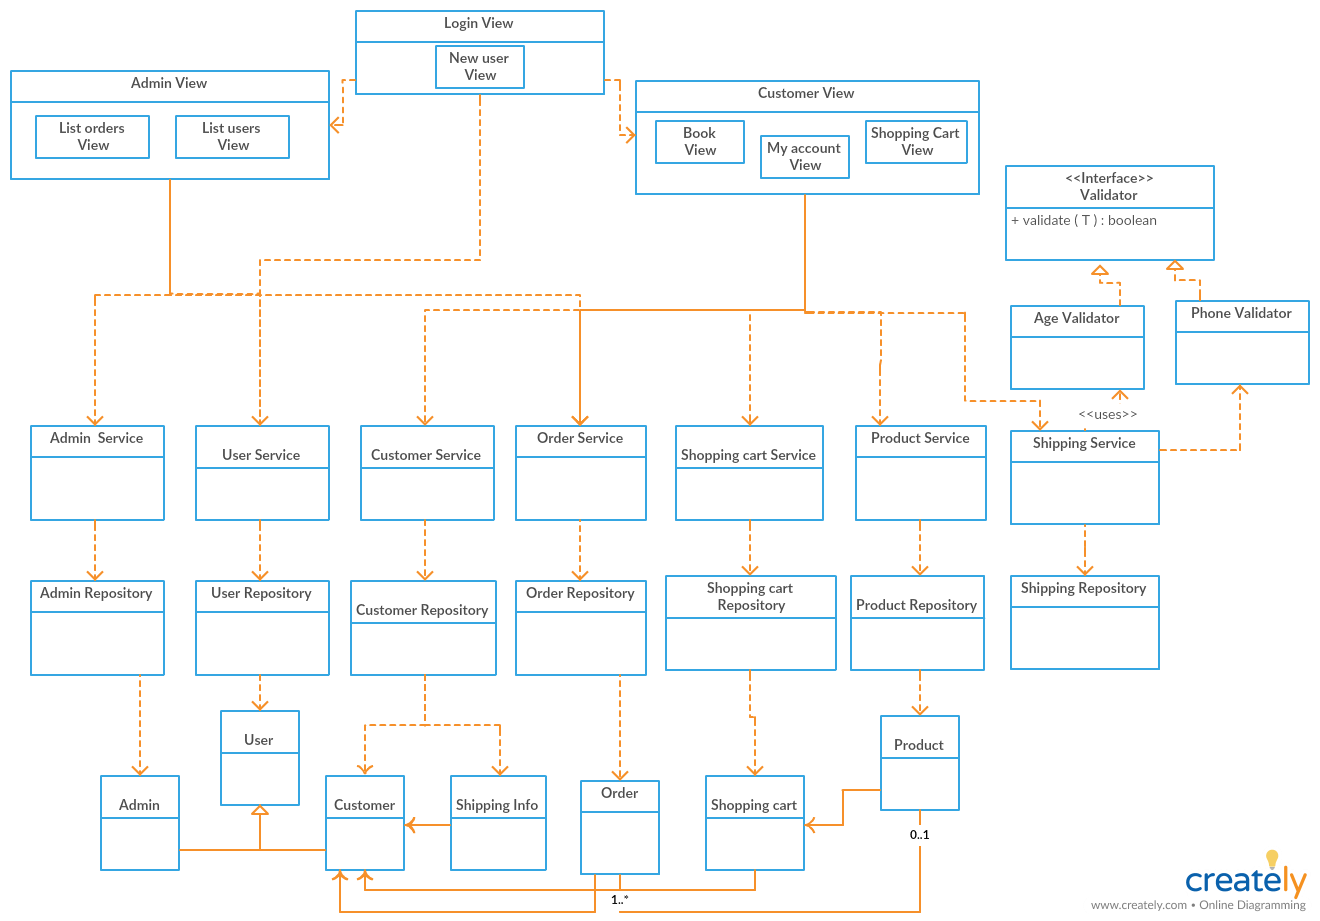 Login View
New user
View
Admin View
List orders
View
List users
View
Customer View
Book
View
My account
View
Shopping Cart
View
<<Interface>>
Validator
+ validate ( T ) : boolean
Age Validator
Phone Validator
<<uses>>
Admin  Service
User Service
Customer Service
Order Service
Shopping cart Service
Product Service
Shipping Service
Admin Repository
User Repository
Customer Repository
Order Repository
Shopping cart
Repository
Product Repository
Shipping Repository
User
Product
Admin
Customer
Shipping Info
Order
Shopping cart
0..1
1..*
creately
www.creately.com • Online Diagramming